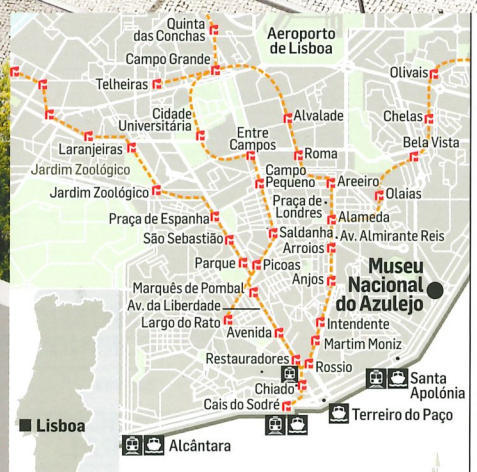 Quinta
das Conchas
Aeroporto
de Lisboa
Campo Grande
Olivais
Telheiras
Cidade
Universitária
Alvalade
Chelas
Entre
Campos
Bela Vista
Laranjeiras
Roma
Jardim Zoológico
Campo
Pequeno
Areeiro
Jardim Zoológico
Praça de
Londres
Olaias
Praça de Espanha
Alameda
São Sebastião
Saldanha
Av. Almirante Reis
Arroios
Parque
Picoas
Museu
Nacional
do Azulejo
Anjos
Marquês de Pombal
Av. da Liberdade
Largo do Rato
Intendente
Avenida
Martim Moniz
Restauradores
Rossio
Chiado
Santa
Apolónia
Cais do Sodré
Terreiro do Paço
Lisboa
Alcântara